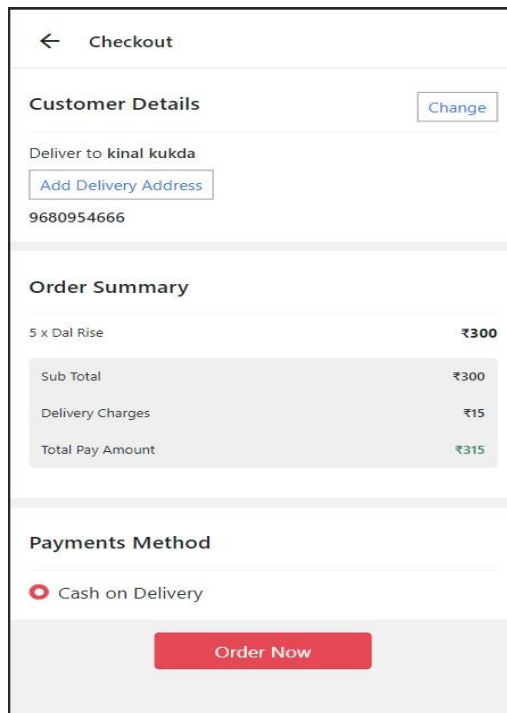 ← Checkout
Customer Details Change
Deliver to kinal kukda
Add Delivery Address
9680954666
Order Summary
5 x Dal Rise ₹300
Sub Total ₹300
Delivery Charges ₹15
Total Pay Amount ₹315
Payments Method
Cash on Delivery
Order Now